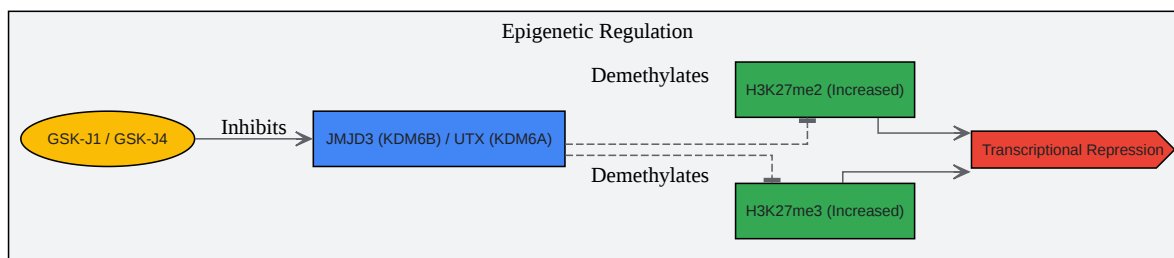 Epigenetic Regulation
Demethylates
H3K27me2 (Increased)
GSK-J1 / GSK-J4
Inhibits
JMJD3 (KDM6B) / UTX (KDM6A)
Transcriptional Repression
Demethylates
H3K27me3 (Increased)